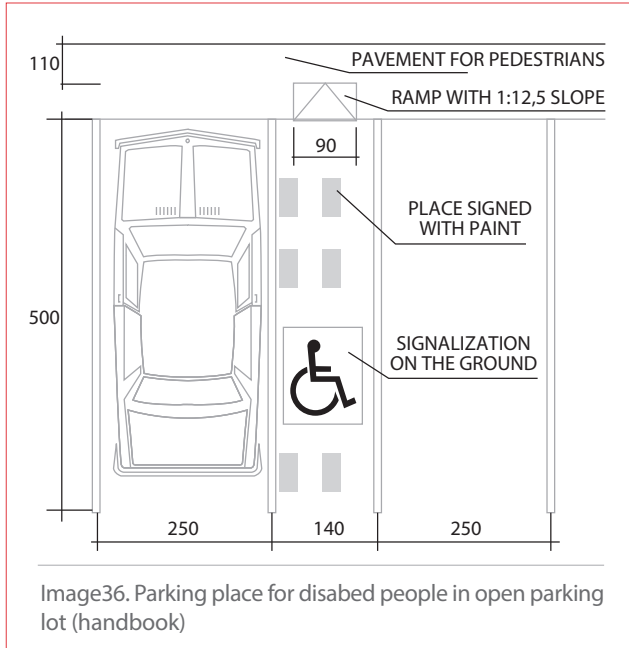 PAVEMENT FOR PEDESTRIANS
110
RAMP WITH 1:12,5 SLOPE
90
PLACE SIGNED
WITH PAINT
500
SIGNALIZATION
ON THE GROUND
250
140
250
Image36. Parking place for disabed people in open parking
lot (handbook)